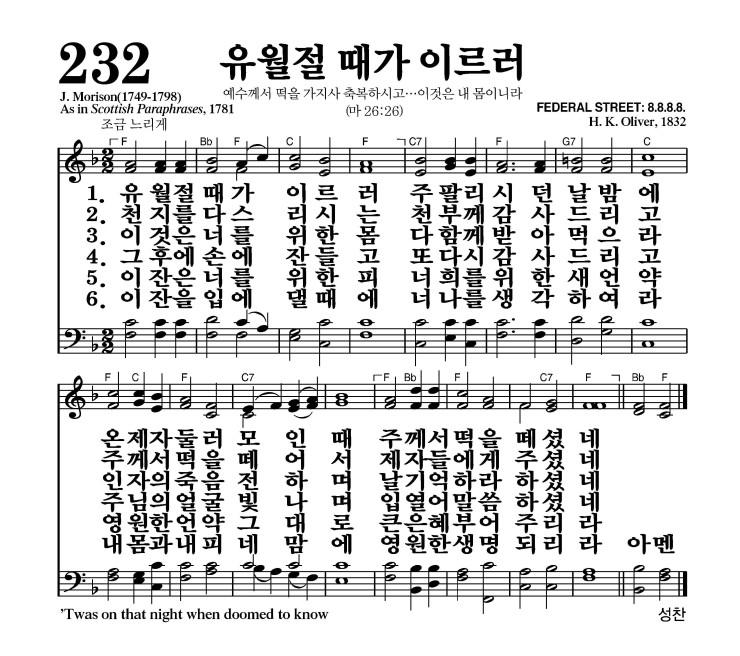 232 유월절 때가 이르러
J. Morison(1749-1798) 예수께서 떡을 가지사 축복하시고…이것은 내 몸이니라
As in Scottish Paraphrases, 1781 (마 26:26) FEDERAL STREET: 8.8.8.8.
조금 느리게 H. K. Oliver, 1832
F Bb F C F C7 F G7 C
1. 유월절때가 이르러 주팔리시던날밤에
2. 천지를다스리시는 천부께감사드리고
3. 이것은너를 위한몸 다함께받아먹으라
4. 그후에손에 잔들고 또다시감사드리고
5. 이잔은너를 위한피 너희를위한새언약
6. 이잔을입에 댈때에 너나를생각하여라
F C F C7 F Bb F C7 F Bb F
온제자둘러모인때 주께서떡을떼셨네
주께서떡을떼어서 제자들에게주셨네
인자의죽음전하며 날기억하라하셨네
주님의얼굴빛나며 입열어말씀하셨네
영원한언약그대로 큰은혜부어주리라
내몸과내피네맘에 영원한생명되리라 아멘
’Twas on that night when doomed to know 성찬